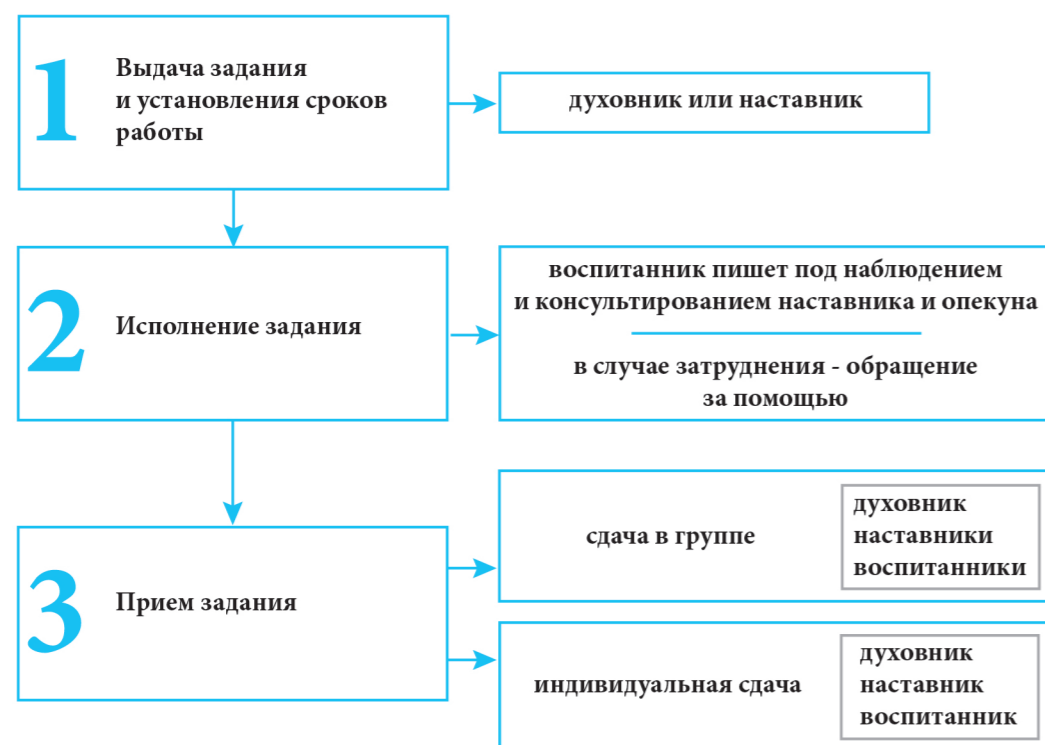 1
Выдача задания
и установления сроков
работы
духовник или наставник
2
Исполнение задания
воспитанник пишет под наблюдением
и консультированием наставника и опекуна
в случае затруднения - обращение
за помощью
3
Прием задания
сдача в группе
духовник
наставники
воспитанники
индивидуальная сдача
духовник
наставник
воспитанник